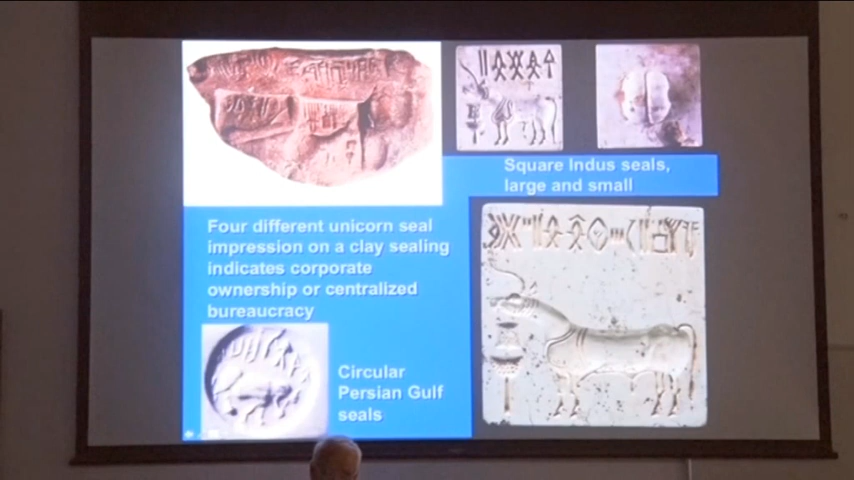 Square Indus seals,
large and small
Four different unicorn seal
impression on a clay sealing
indicates corporate
ownership or centralized
bureaucracy
Circular
Persian Gulf
seals